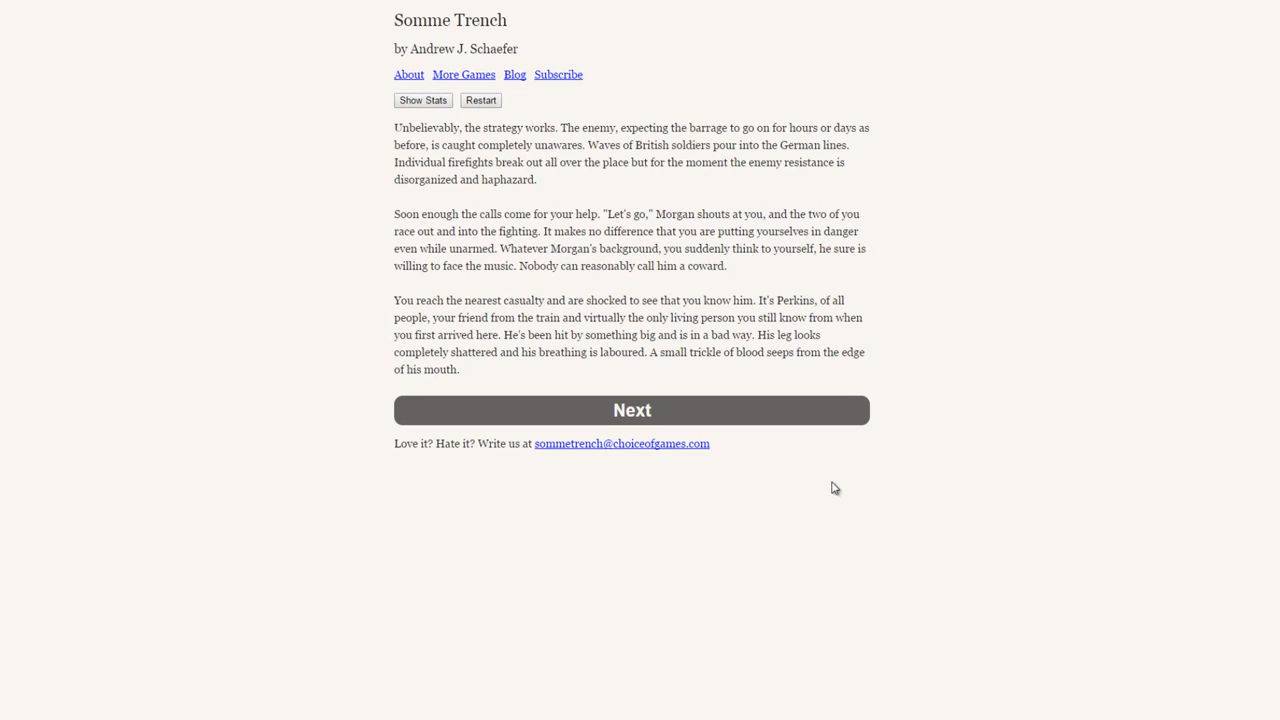 Somme Trench
by Andrew J. Schaefer
About More Games Blog Subscribe
Show Stats Restart
Unbelievably, the strategy works. The enemy, expecting the barrage to go on for hours or days as
before, is caught completely unawares. Waves of British soldiers pour into the German lines.
Individual firefights break out all over the place but for the moment the enemy resistance is
disorganized and haphazard.
Soon enough the calls come for your help. "Let's go," Morgan shouts at you, and the two of you
race out and into the fighting. It makes no difference that you are putting yourselves in danger
even while unarmed. Whatever Morgan's background, you suddenly think to yourself, he sure is
willing to face the music. Nobody can reasonably call him a coward.
You reach the nearest casualty and are shocked to see that you know him. It's Perkins, of all
people, your friend from the train and virtually the only living person you still know from when
you first arrived here. He's been hit by something big and is in a bad way. His leg looks
completely shattered and his breathing is laboured. A small trickle of blood seeps from the edge
of his mouth.
Next
Love it? Hate it? Write us at sommetrench@choiceofgames.com